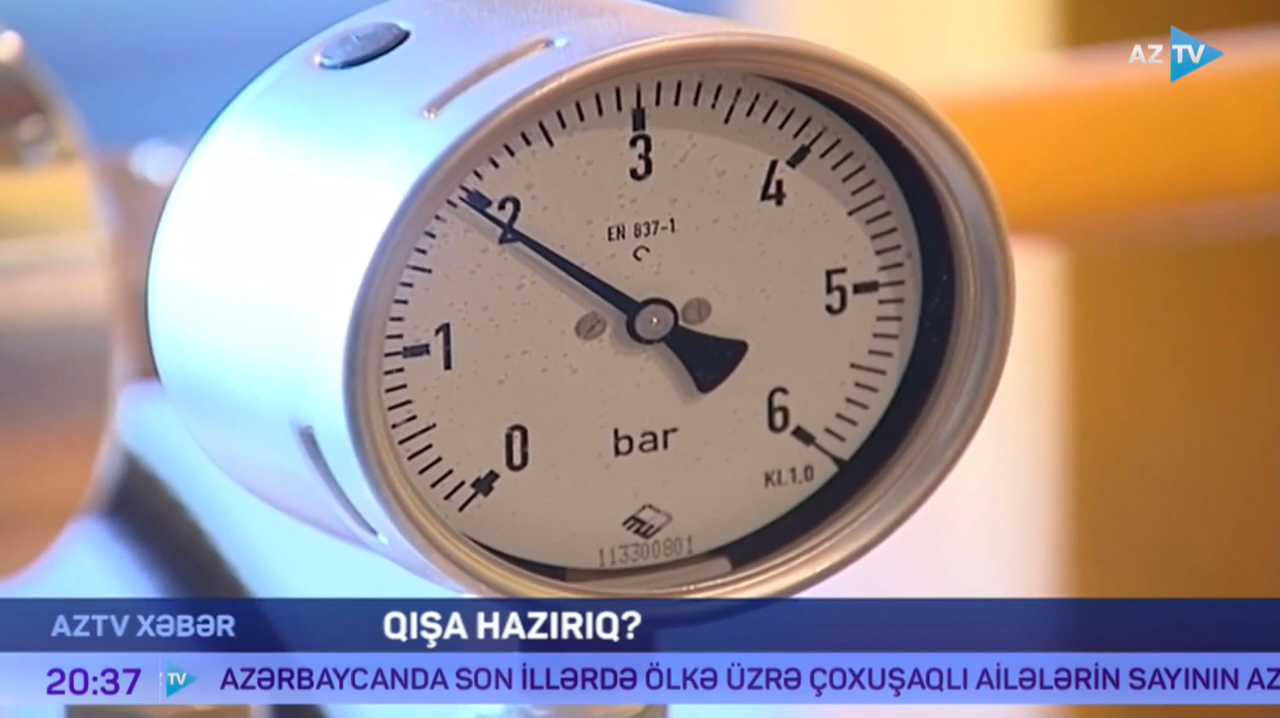 AZ TV
3
2
4
EN 837-1
5
1
6
0
bar
Kl.1.0
113300801
AZTV XƏBƏR
QIŞA HAZIRIQ?
20:37
TV
AZƏRBAYCANDA SON İLLƏRDƏ ÖLKƏ ÜZRƏ ÇOXUŞAQLI AİLƏLƏRİN SAYININ AZ